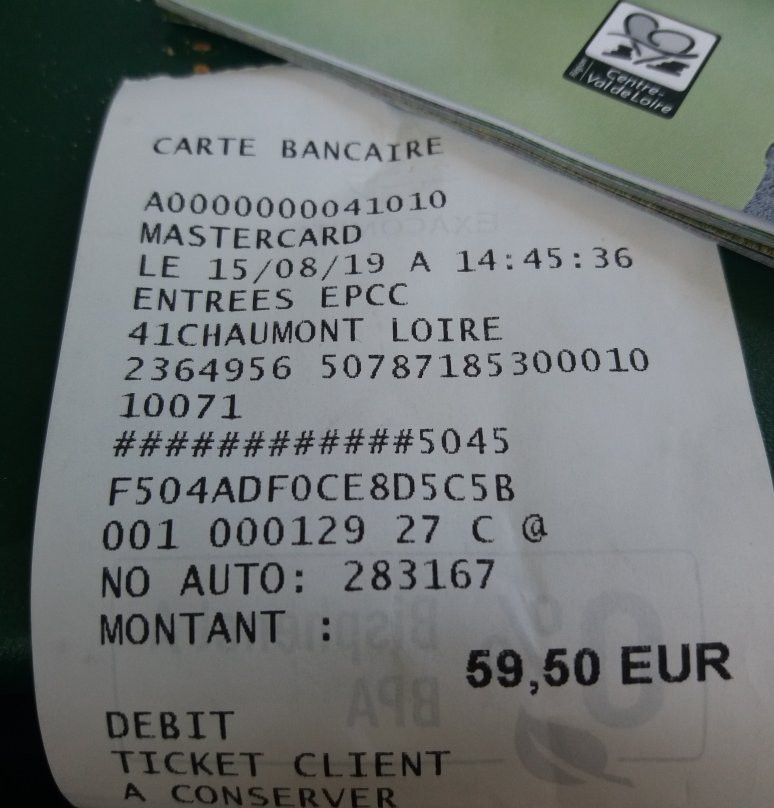 Région
Centre-
Val de Loire
CARTE BANCAIRE
A0000000041010
MASTERCARD
LE 15/08/19 A 14:45:36
ENTREES EPCC
41CHAUMONT LOIRE
2364956 50787185300010
10071
############5045
F504ADF0CE8D5C5B
001 000129 27 C @
NO AUTO: 283167
MONTANT :
59,50 EUR
DEBIT
TICKET CLIENT
A CONSERVER